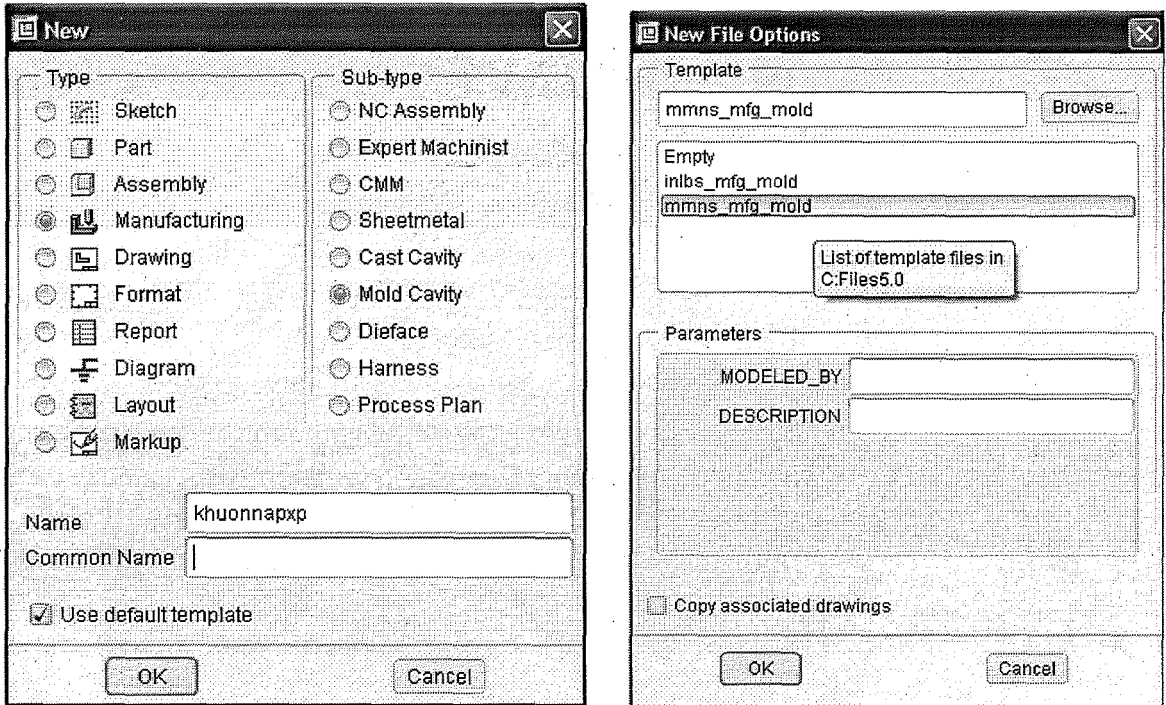 New
Type
Sketch
Part
Assembly
Manufacturing
Drawing
Format
Report
Diagram
Layout
Markup
Sub-type
NC Assembly
Expert Machinist
CMM
Sheetmetal
Cast Cavity
Mold Cavity
Dieface
Harness
Process Plan
Name khuonnapxp
Common Name
Use default template
OK Cancel
New File Options
Template
mmns_mfg_mold Browse...
Empty
inlbs_mfg_mold
mmns_mfg_mold
List of template files in
C:Files5.0
Parameters
MODELED_BY
DESCRIPTION
Copy associated drawings
OK Cancel